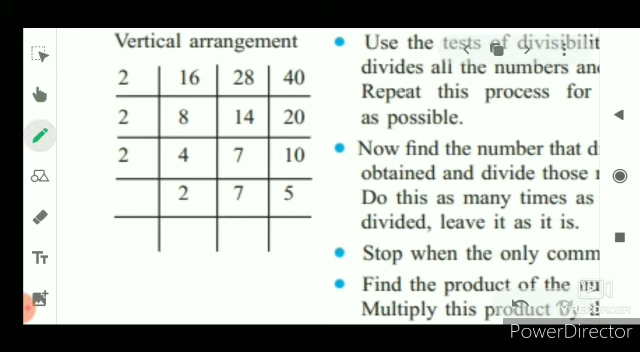 Vertical arrangement
2 16 28 40
2 8 14 20
2 4 7 10
2 7 5
Use the tests of
divides all the numbers
Repeat this process for
as possible.
Now find the number that
obtained and divide those
Do this as many times as
divided, leave it as it is.
Stop when the only
Find the product of the
Multiply this product
Tт
PowerDirector